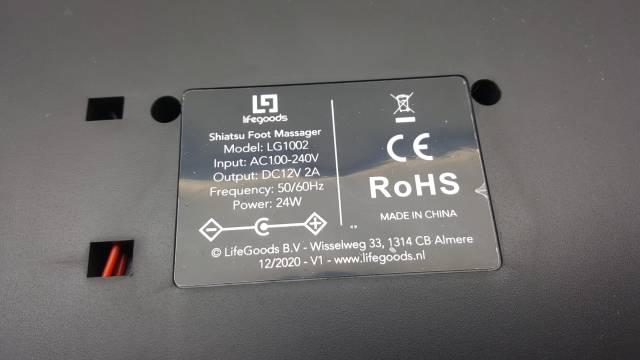 lifegoods
Shiatsu Foot Massager
Model: LG1002
Input: AC100-240V
Output: DC12V 2A
Frequency: 50/60Hz
Power: 24W
CE
RoHS
MADE IN CHINA
© LifeGoods B.V - Wisselweg 33, 1314 CB Almere
12/2020 - V1 - www.lifegoods.nl